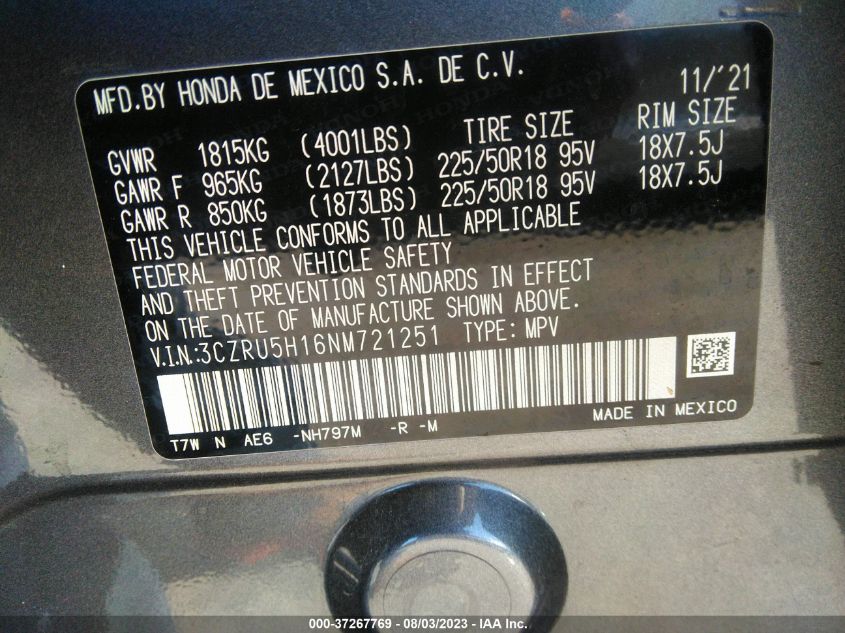 MFD.BY HONDA DE MEXICO S.A. DE C.V. 11/'21
GVWR 1815KG (4001LBS) TIRE SIZE RIM SIZE
GAWR F 965KG (2127LBS) 225/50R18 95V 18X7.5J
GAWR R 850KG (1873LBS) 225/50R18 95V 18X7.5J
THIS VEHICLE CONFORMS TO ALL APPLICABLE
FEDERAL MOTOR VEHICLE SAFETY
AND THEFT PREVENTION STANDARDS IN EFFECT
ON THE DATE OF MANUFACTURE SHOWN ABOVE.
V.I.N.:3CZRU5H16NM721251 TYPE: MPV
T7W N AE6 -NH797M -R -M MADE IN MEXICO
000-37267769 - 08/03/2023 - IAA Inc.